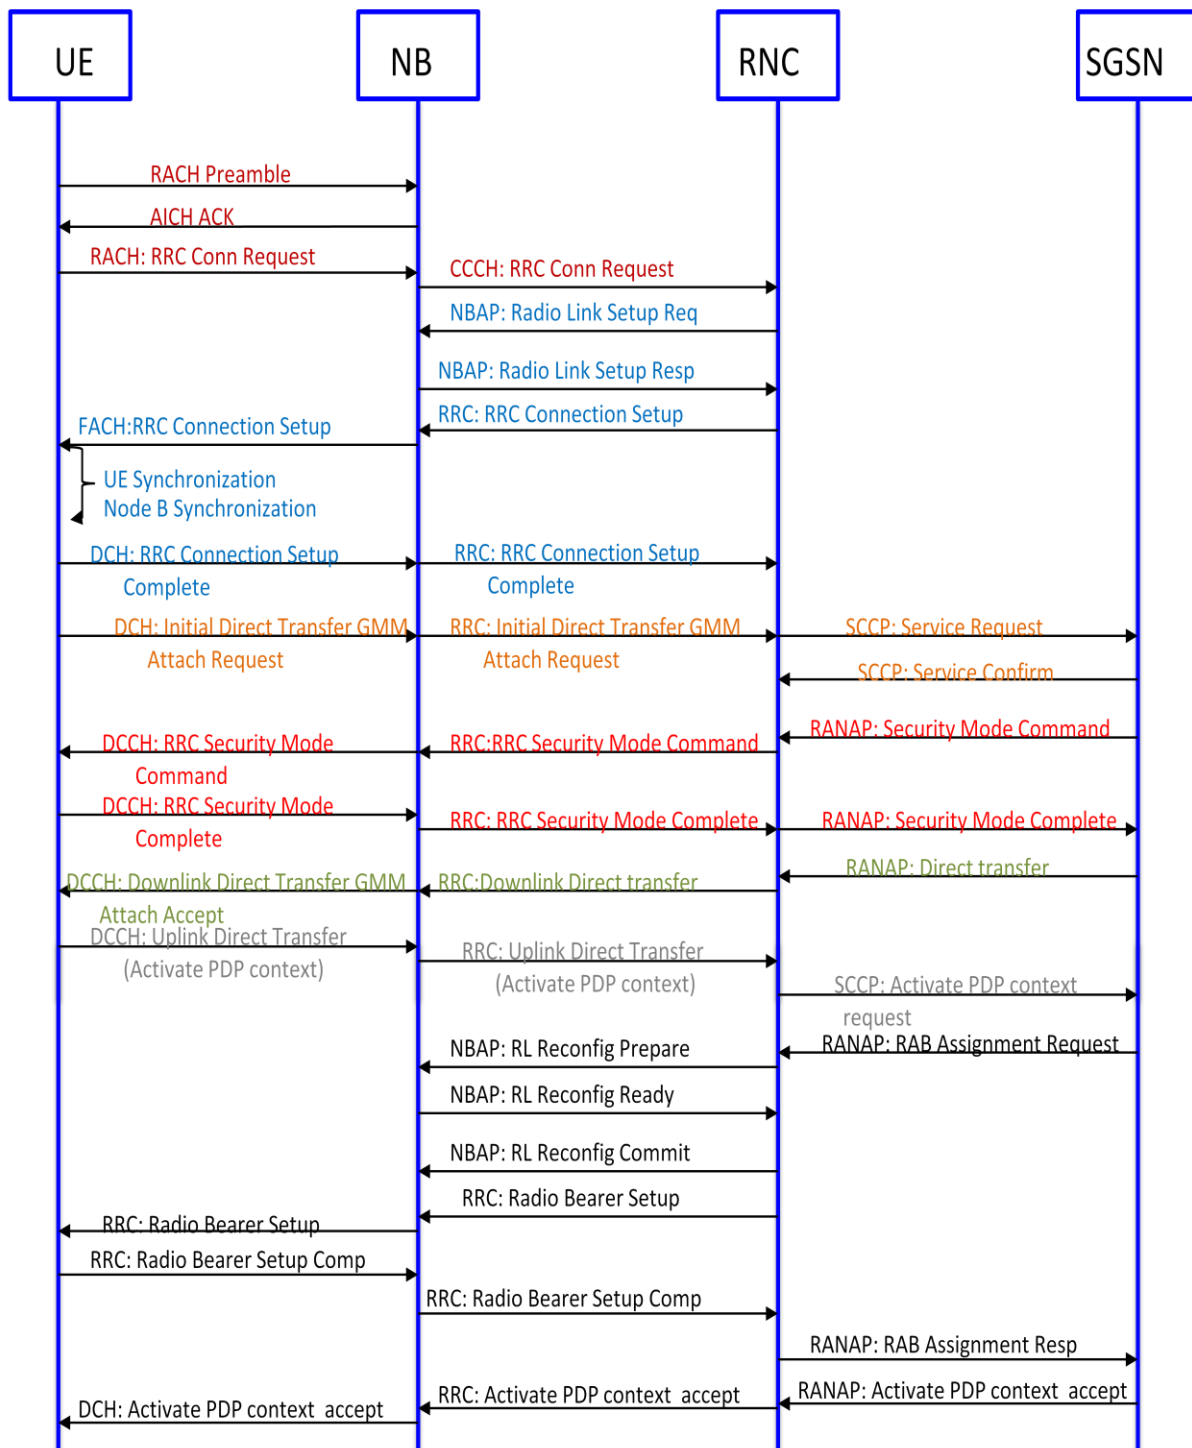 UE NB RNC SGSN
RACH Preamble
AICH ACK
RACH: RRC Conn Request
CCCH: RRC Conn Request
NBAP: Radio Link Setup Req
NBAP: Radio Link Setup Resp
RRC: RRC Connection Setup
FACH:RRC Connection Setup
UE Synchronization
Node B Synchronization
DCH: RRC Connection Setup
Complete
RRC: RRC Connection Setup
Complete
DCH: Initial Direct Transfer GMM
Attach Request
RRC: Initial Direct Transfer GMM
Attach Request
SCCP: Service Request
SCCP: Service Confirm
RANAP: Security Mode Command
RRC:RRC Security Mode Command
DCCH: RRC Security Mode
Command
DCCH: RRC Security Mode
Complete
RRC: RRC Security Mode Complete
RANAP: Security Mode Complete
RANAP: Direct transfer
RRC:Downlink Direct transfer
DCCH: Downlink Direct Transfer GMM
Attach Accept
DCCH: Uplink Direct Transfer
(Activate PDP context)
RRC: Uplink Direct Transfer
(Activate PDP context)
SCCP: Activate PDP context
request
RANAP: RAB Assignment Request
NBAP: RL Reconfig Prepare
NBAP: RL Reconfig Ready
NBAP: RL Reconfig Commit
RRC: Radio Bearer Setup
RRC: Radio Bearer Setup
RRC: Radio Bearer Setup Comp
RRC: Radio Bearer Setup Comp
RANAP: RAB Assignment Resp
RANAP: Activate PDP context accept
RRC: Activate PDP context accept
DCH: Activate PDP context accept